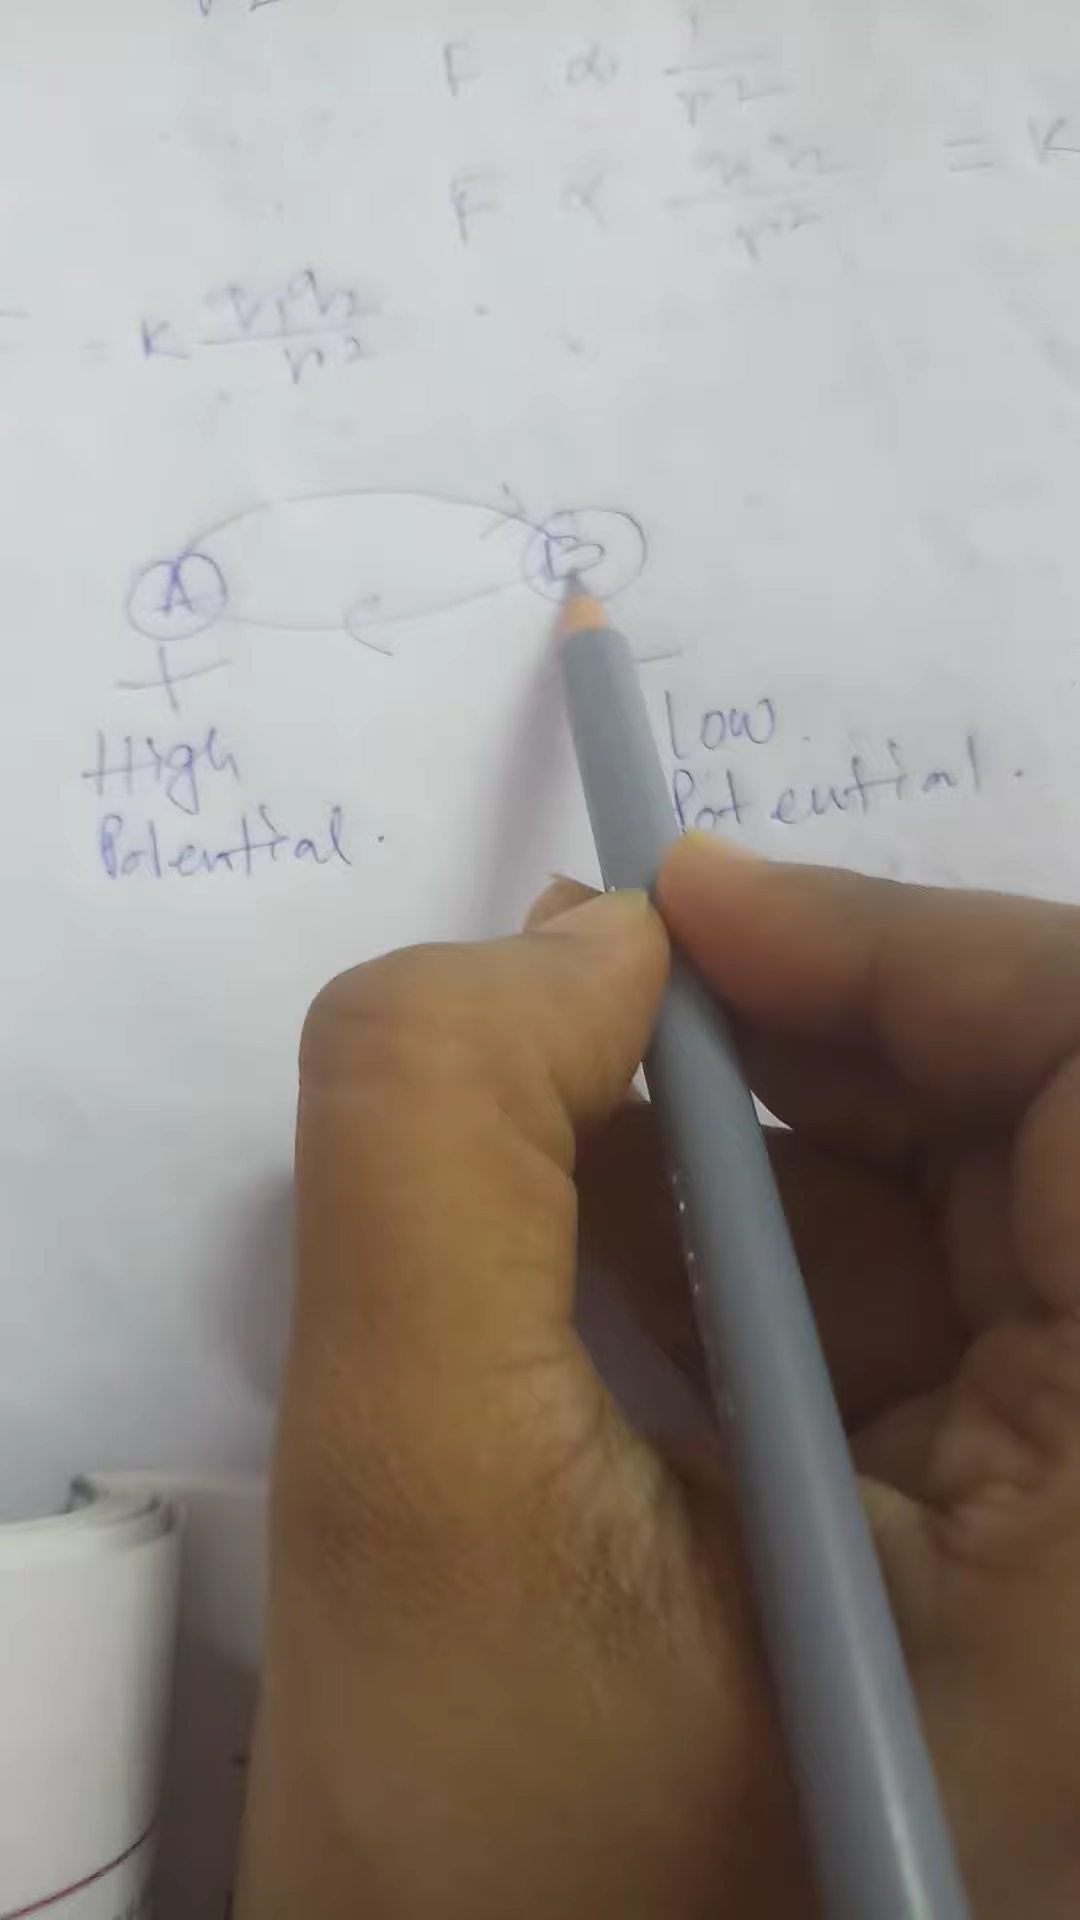 F ∝ 1/r2
F ∝ q1q2/r2 = K
= K q1q2/r2
A
B
+
−
High
Potential.
Low.
Potential.